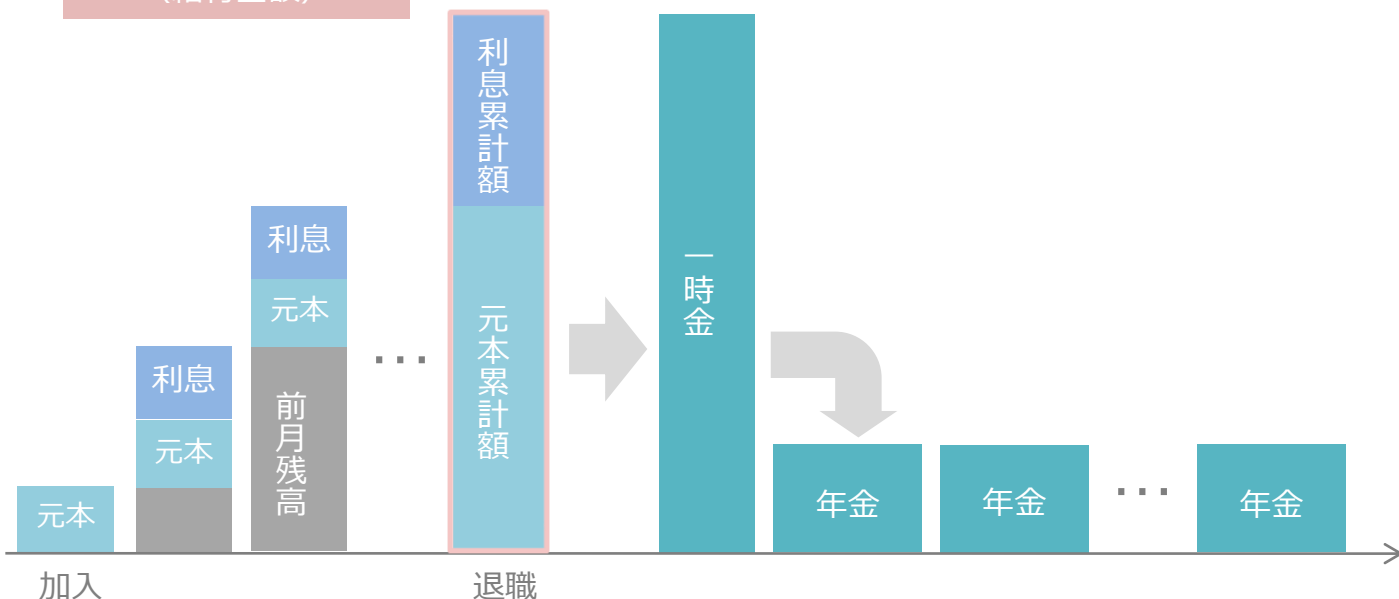 利息累計額
元本累計額
利息
元本
前月残高
利息
元本
元本
...
一時金
年金
年金
...
年金
加入
退職